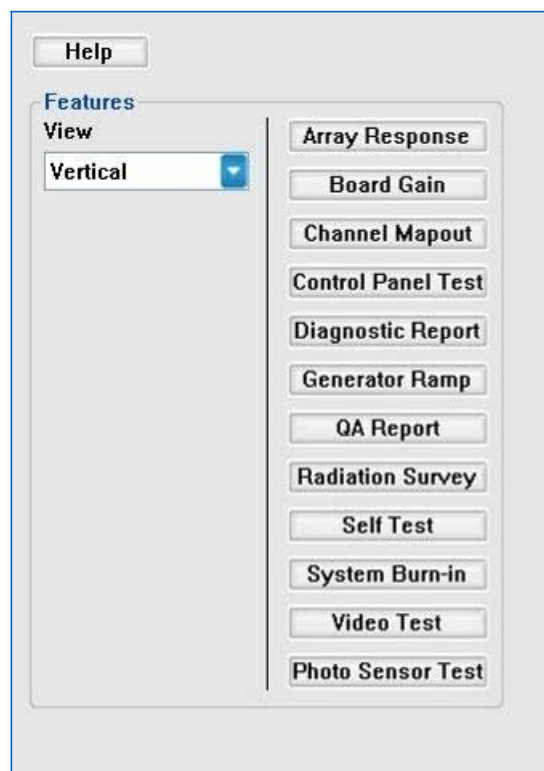 Help
Features
View
Vertical
Array Response
Board Gain
Channel Mapout
Control Panel Test
Diagnostic Report
Generator Ramp
QA Report
Radiation Survey
Self Test
System Burn-in
Video Test
Photo Sensor Test